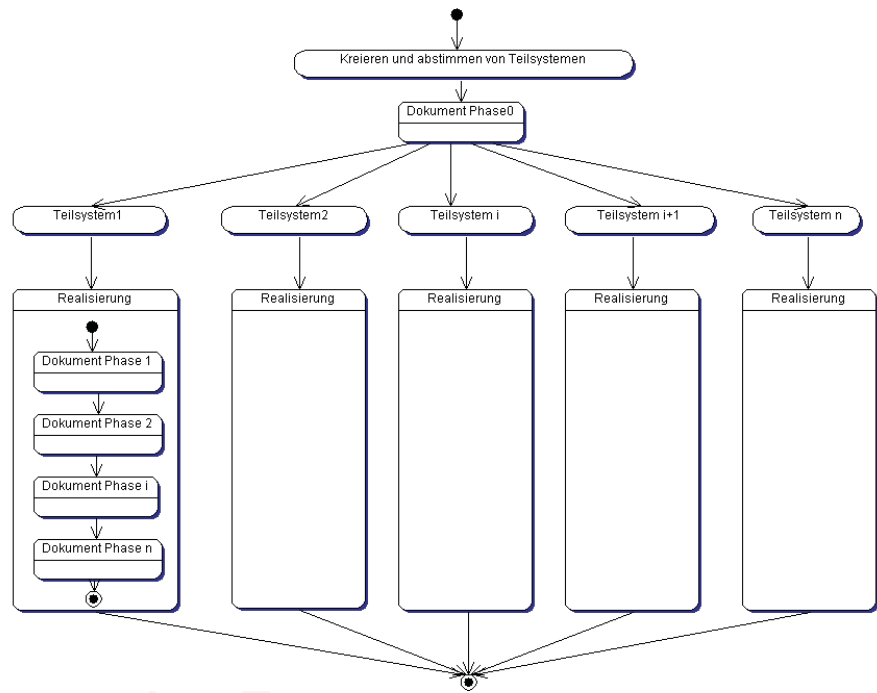 Kreieren und abstimmen von Teilsystemen
Dokument Phase0
Teilsystem1
Teilsystem2
Teilsystem i
Teilsystem i+1
Teilsystem n
Realisierung
Realisierung
Realisierung
Realisierung
Realisierung
Dokument Phase 1
Dokument Phase 2
Dokument Phase i
Dokument Phase n